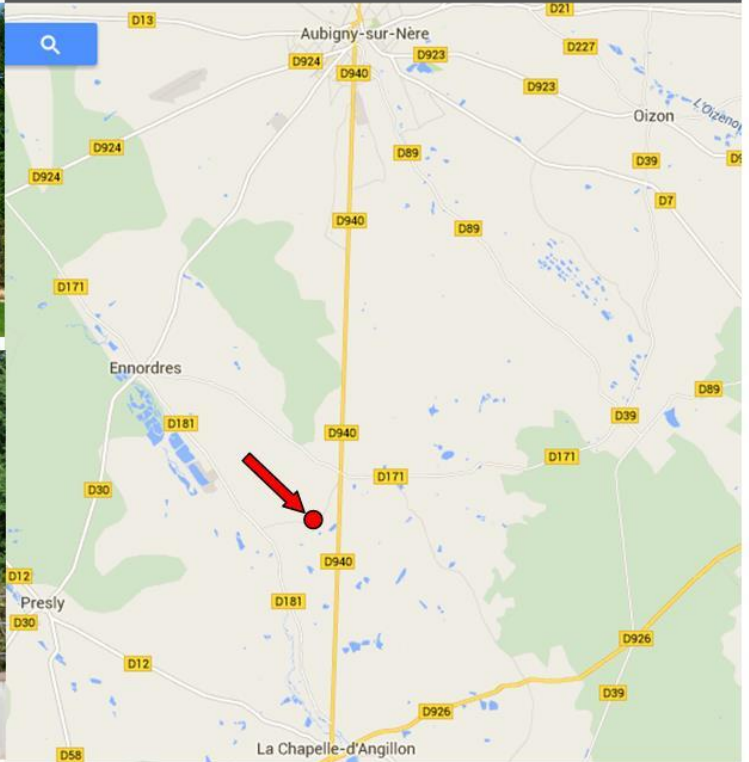 D13
D21
Aubigny-sur-Nère
D924
D923
D227
D940
D923
L'Oizeno
Oizon
D924
D89
D39
D924
D7
D940
D89
D171
Ennordres
D89
D181
D39
D940
D171
D171
D30
D940
D12
Presly
D181
D30
D926
D12
D39
D926
La Chapelle-d'Angillon
D58